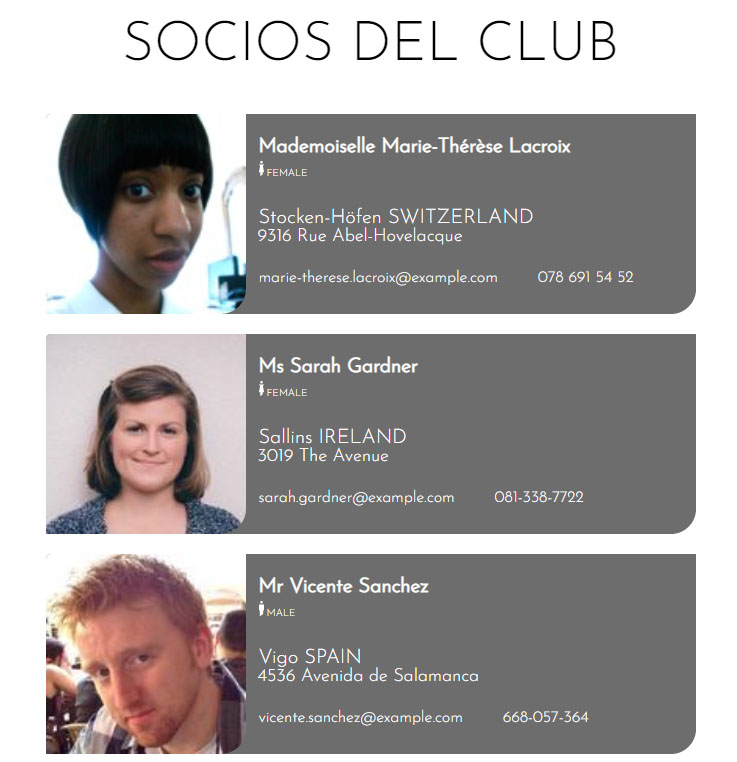 SOCIOS DEL CLUB
Mademoiselle Marie-Thérèse Lacroix
FEMALE
Stocken-Höfen SWITZERLAND
9316 Rue Abel-Hovelacque
marie-therese.lacroix@example.com 078 691 54 52
Ms Sarah Gardner
FEMALE
Sallins IRELAND
3019 The Avenue
sarah.gardner@example.com 081-338-7722
Mr Vicente Sanchez
MALE
Vigo SPAIN
4536 Avenida de Salamanca
vicente.sanchez@example.com 668-057-364